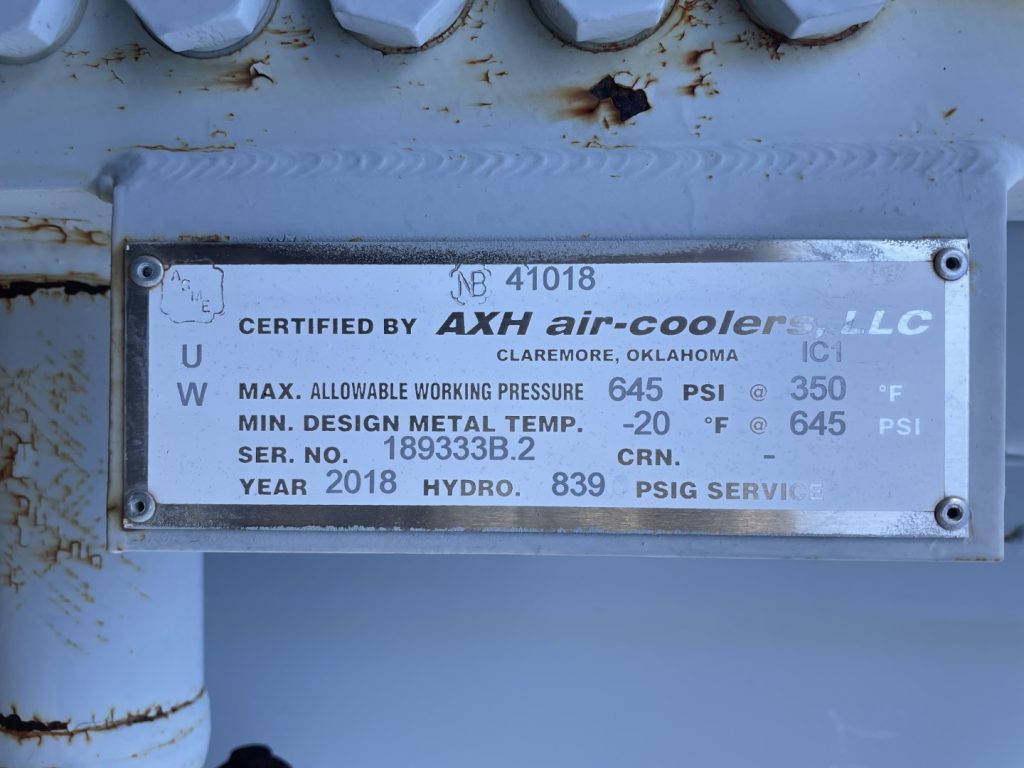 ASME
NB 41018
CERTIFIED BY AXH air-coolers, LLC
U
CLAREMORE, OKLAHOMA IC1
W
MAX. ALLOWABLE WORKING PRESSURE 645 PSI @ 350 °F
MIN. DESIGN METAL TEMP. -20 °F @ 645 PSI
SER. NO. 189333B.2 CRN. -
YEAR 2018 HYDRO. 839 PSIG SERVICE